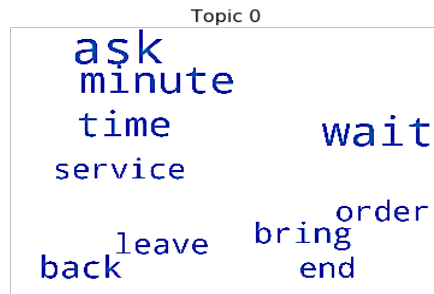 Topic 0
ask
minute
time
wait
service
order
bring
leave
back
end